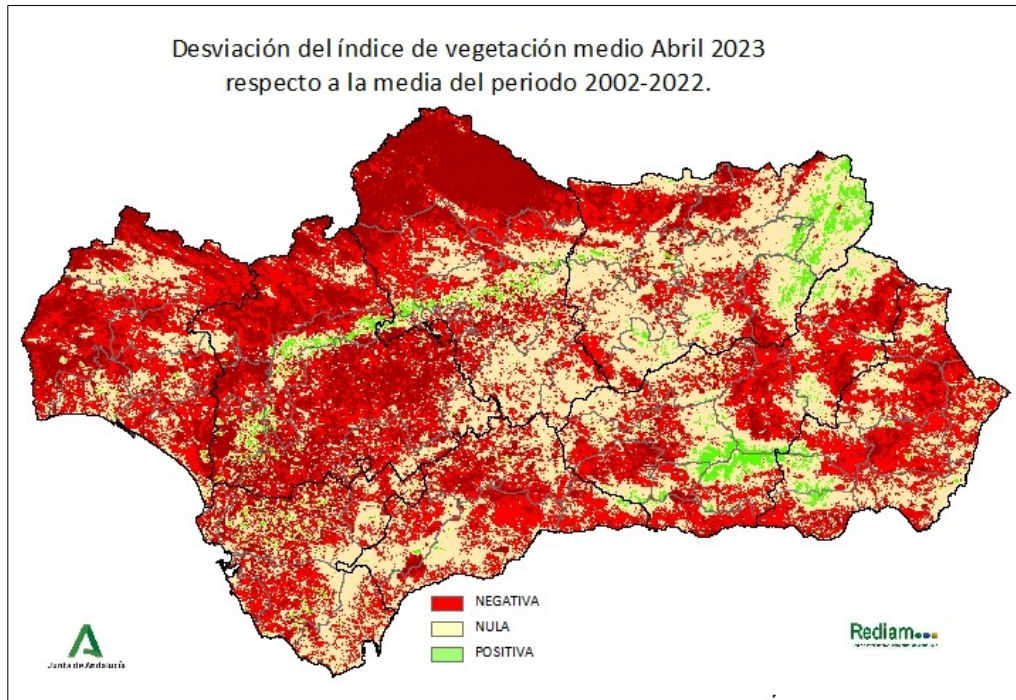 Desviación del índice de vegetación medio Abril 2023
respecto a la media del periodo 2002-2022.
NEGATIVA
NULA
POSITIVA
Junta de Andalucía
Rediam